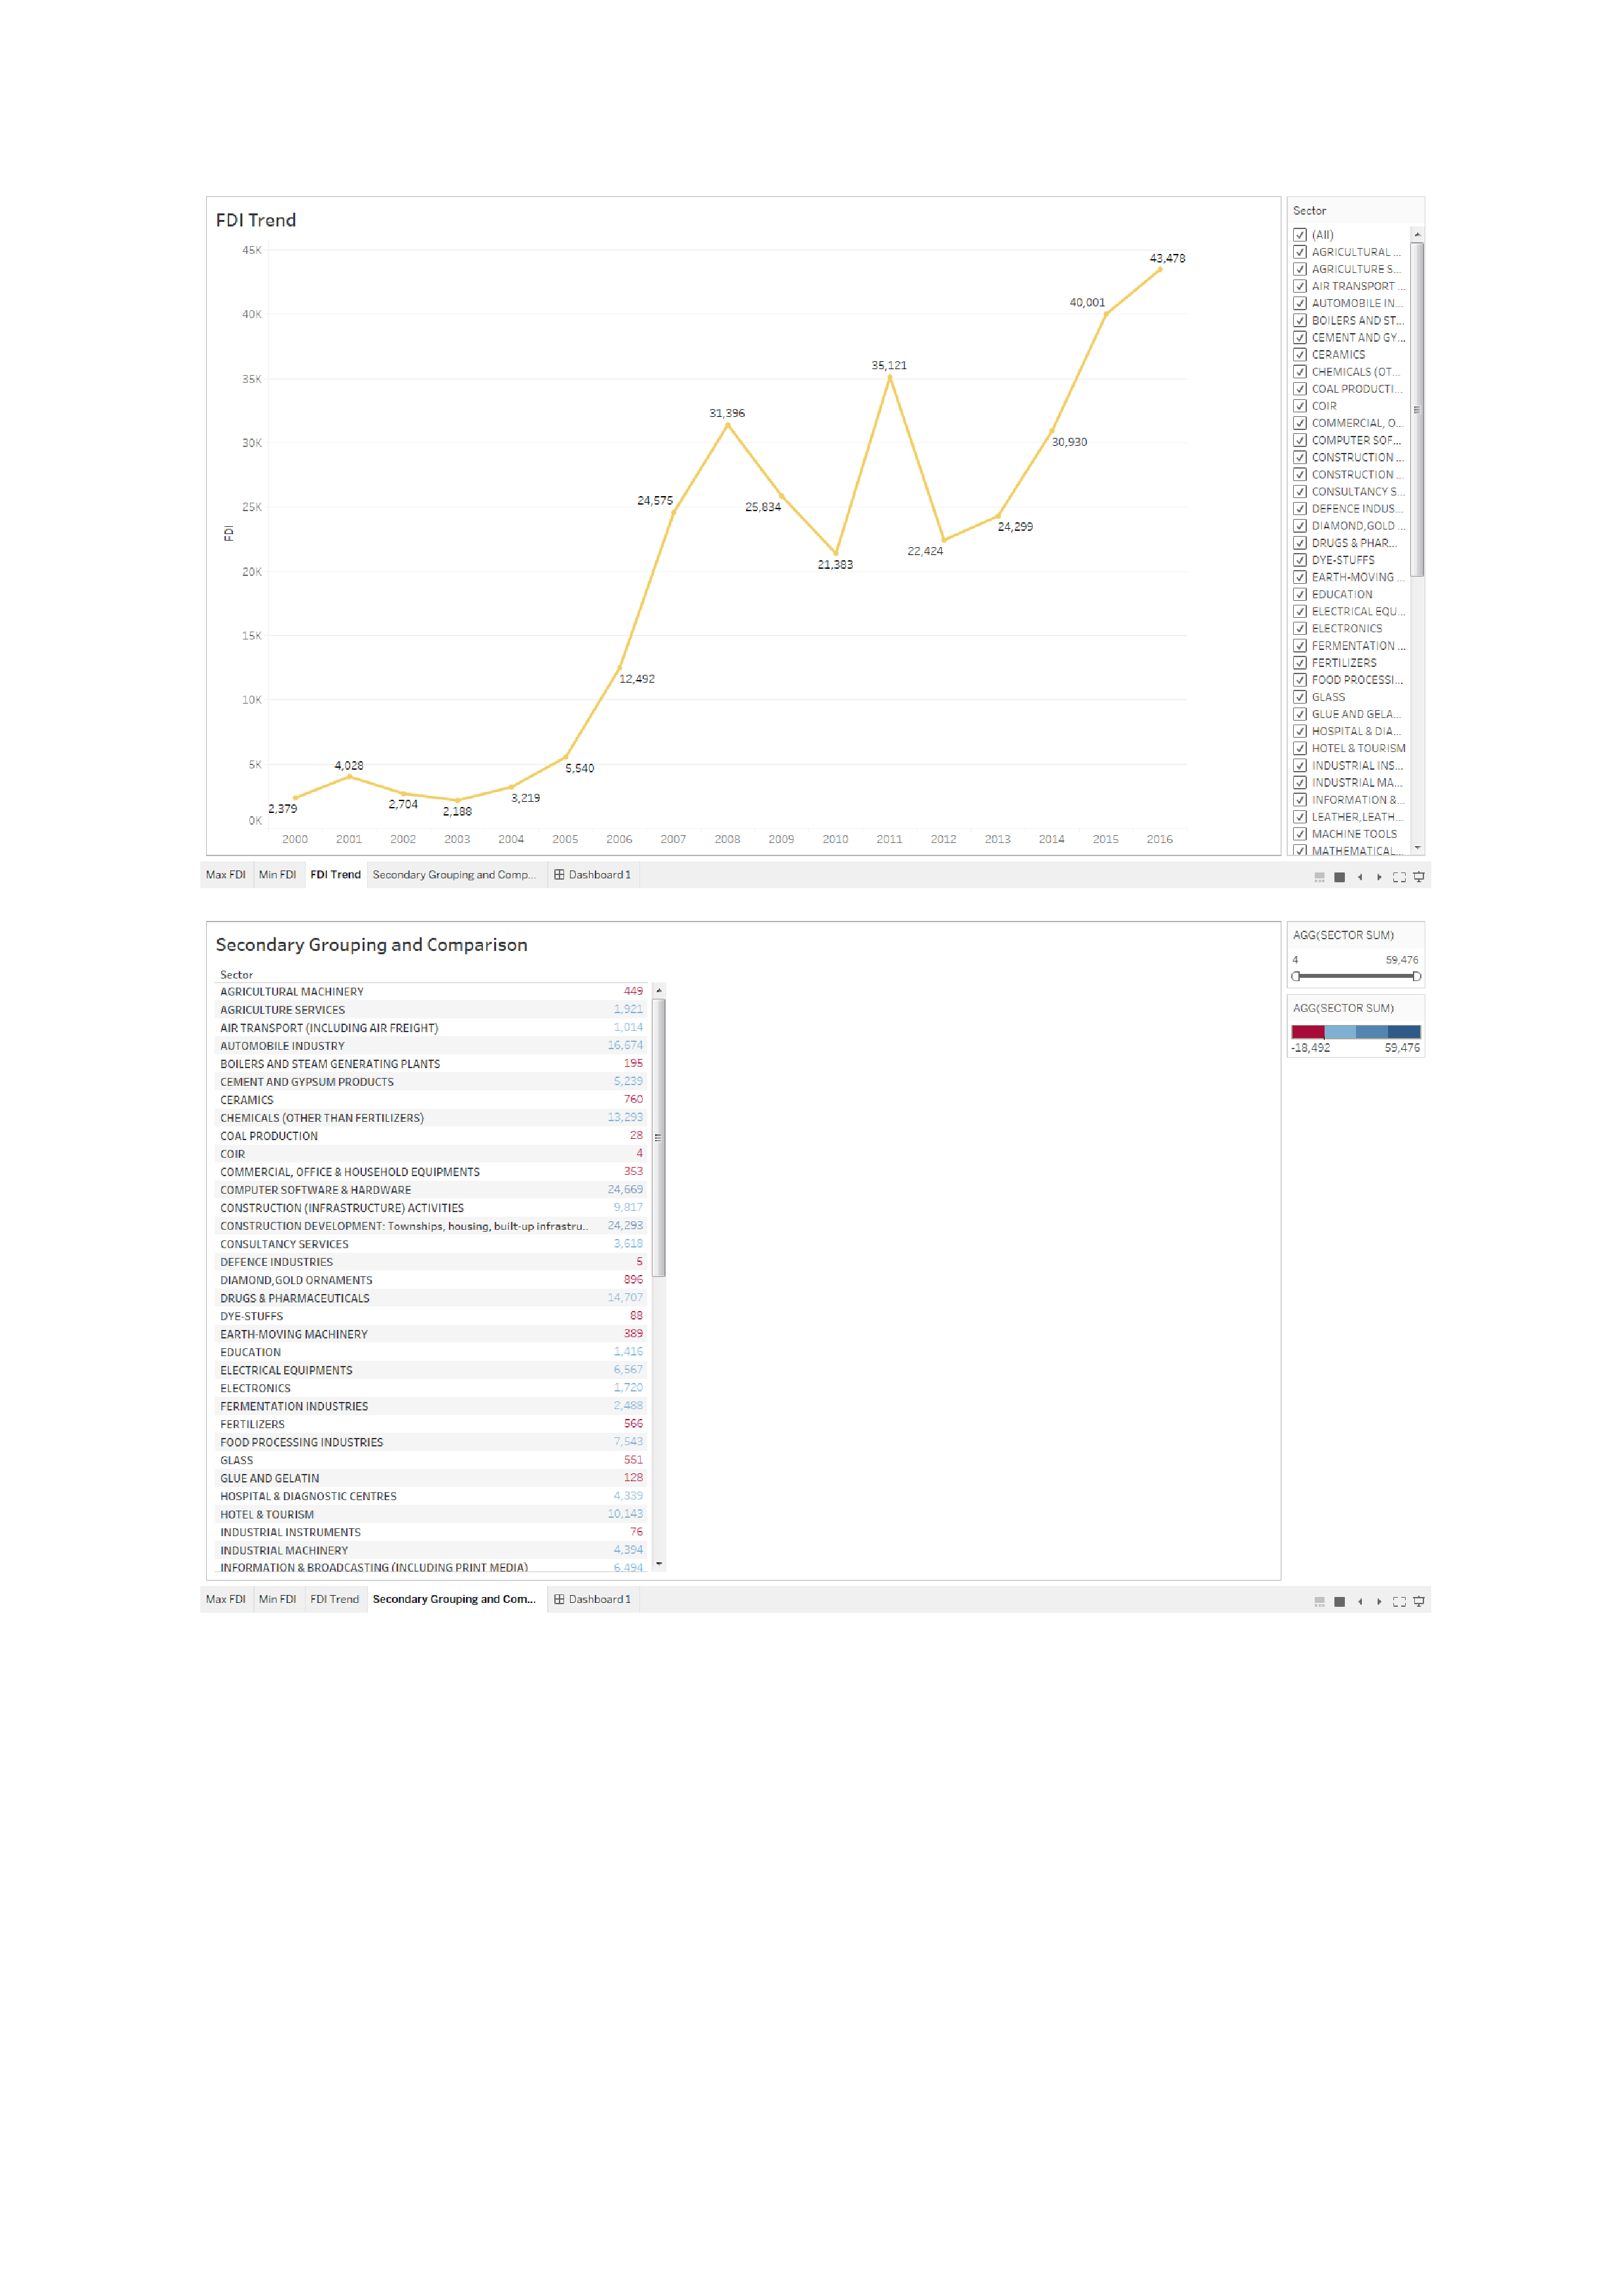 FDI Trend
45K
40K
35K
30K
25K
20K
15K
10K
5K
0K
FDI
2,379
4,028
2,704
2,188
3,219
5,540
12,492
24,575
31,396
25,834
21,383
35,121
22,424
24,299
30,930
40,001
43,478
2000 2001 2002 2003 2004 2005 2006 2007 2008 2009 2010 2011 2012 2013 2014 2015 2016
Sector
(All)
AGRICULTURAL ...
AGRICULTURE S...
AIR TRANSPORT ...
AUTOMOBILE IN...
BOILERS AND ST...
CEMENT AND GY...
CERAMICS
CHEMICALS (OT...
COAL PRODUCTI...
COIR
COMMERCIAL, O...
COMPUTER SOF...
CONSTRUCTION ...
CONSTRUCTION ...
CONSULTANCY S...
DEFENCE INDUS...
DIAMOND,GOLD ...
DRUGS & PHAR...
DYE-STUFFS
EARTH-MOVING ...
EDUCATION
ELECTRICAL EQU...
ELECTRONICS
FERMENTATION ...
FERTILIZERS
FOOD PROCESSI...
GLASS
GLUE AND GELA...
HOSPITAL & DIA...
HOTEL & TOURISM
INDUSTRIAL INS...
INDUSTRIAL MA...
INFORMATION &...
LEATHER,LEATH...
MACHINE TOOLS
MATHEMATICAL...
Max FDI Min FDI FDI Trend Secondary Grouping and Comp... Dashboard 1
Secondary Grouping and Comparison
Sector
AGRICULTURAL MACHINERY 449
AGRICULTURE SERVICES 1,921
AIR TRANSPORT (INCLUDING AIR FREIGHT) 1,014
AUTOMOBILE INDUSTRY 16,674
BOILERS AND STEAM GENERATING PLANTS 195
CEMENT AND GYPSUM PRODUCTS 5,239
CERAMICS 760
CHEMICALS (OTHER THAN FERTILIZERS) 13,293
COAL PRODUCTION 28
COIR 4
COMMERCIAL, OFFICE & HOUSEHOLD EQUIPMENTS 353
COMPUTER SOFTWARE & HARDWARE 24,669
CONSTRUCTION (INFRASTRUCTURE) ACTIVITIES 9,817
CONSTRUCTION DEVELOPMENT: Townships, housing, built-up infrastru.. 24,293
CONSULTANCY SERVICES 3,618
DEFENCE INDUSTRIES 5
DIAMOND,GOLD ORNAMENTS 896
DRUGS & PHARMACEUTICALS 14,707
DYE-STUFFS 88
EARTH-MOVING MACHINERY 389
EDUCATION 1,416
ELECTRICAL EQUIPMENTS 6,567
ELECTRONICS 1,720
FERMENTATION INDUSTRIES 2,488
FERTILIZERS 566
FOOD PROCESSING INDUSTRIES 7,543
GLASS 551
GLUE AND GELATIN 128
HOSPITAL & DIAGNOSTIC CENTRES 4,339
HOTEL & TOURISM 10,143
INDUSTRIAL INSTRUMENTS 76
INDUSTRIAL MACHINERY 4,394
INFORMATION & BROADCASTING (INCLUDING PRINT MEDIA) 6,494
AGG(SECTOR SUM)
4 59,476
AGG(SECTOR SUM)
-18,492 59,476
Max FDI Min FDI FDI Trend Secondary Grouping and Com... Dashboard 1